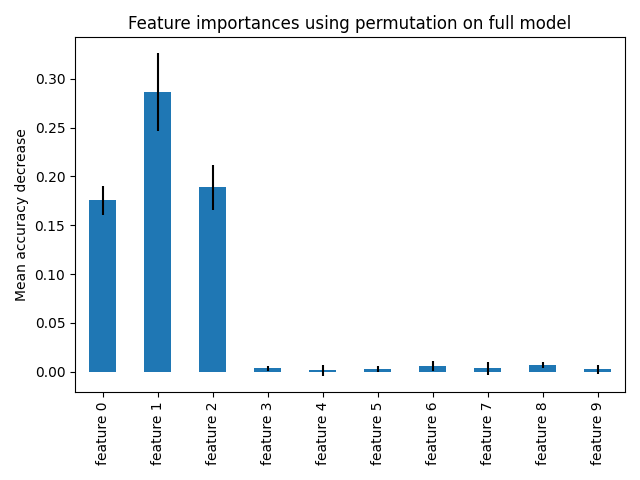 Feature importances using permutation on full model
Mean accuracy decrease
0.30
0.25
0.20
0.15
0.10
0.05
0.00
feature 0
feature 1
feature 2
feature 3
feature 4
feature 5
feature 6
feature 7
feature 8
feature 9